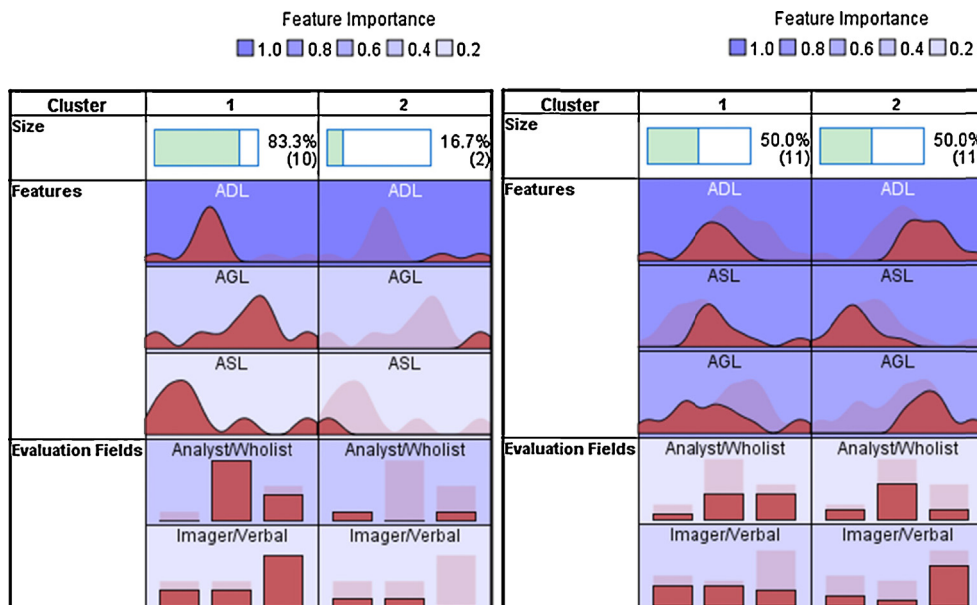 Feature Importance
1.0 0.8 0.6 0.4 0.2
Cluster 1 2
Size
83.3%
(10)
16.7%
(2)
Features
ADL ADL
AGL AGL
ASL ASL
Evaluation Fields
Analyst/Wholist Analyst/Wholist
Imager/Verbal Imager/Verbal
Feature Importance
1.0 0.8 0.6 0.4 0.2
Cluster 1 2
Size
50.0%
(11)
50.0%
(11
Features
ADL ADL
ASL ASL
AGL AGL
Evaluation Fields
Analyst/Wholist Analyst/Wholist
Imager/Verbal Imager/Verbal